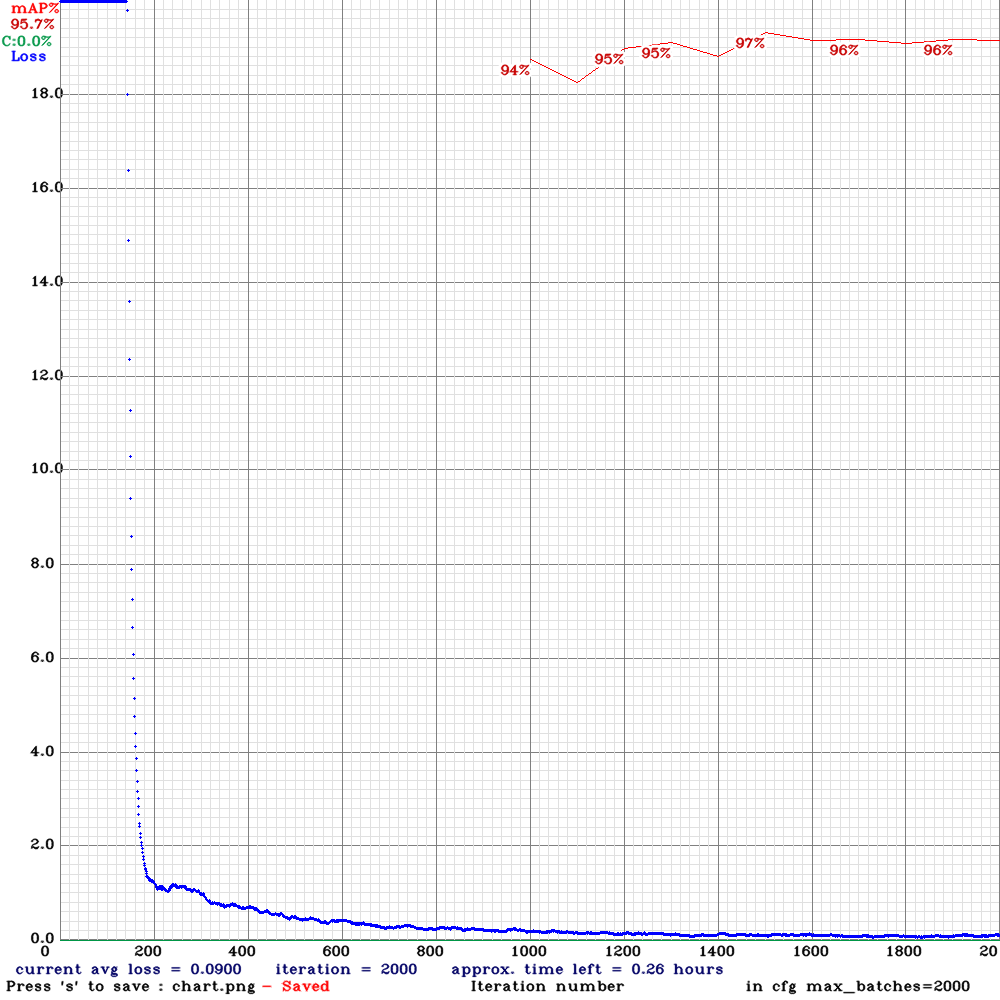 mAP%
95.7%
C:0.0%
Loss
94%
95%
95%
97%
96%
96%
18.0
16.0
14.0
12.0
10.0
8.0
6.0
4.0
2.0
0.0
0 200 400 600 800 1000 1200 1400 1600 1800 20
current avg loss = 0.0900 iteration = 2000 approx. time left = 0.26 hours
Press 's' to save : chart.png - Saved Iteration number in cfg max_batches=2000